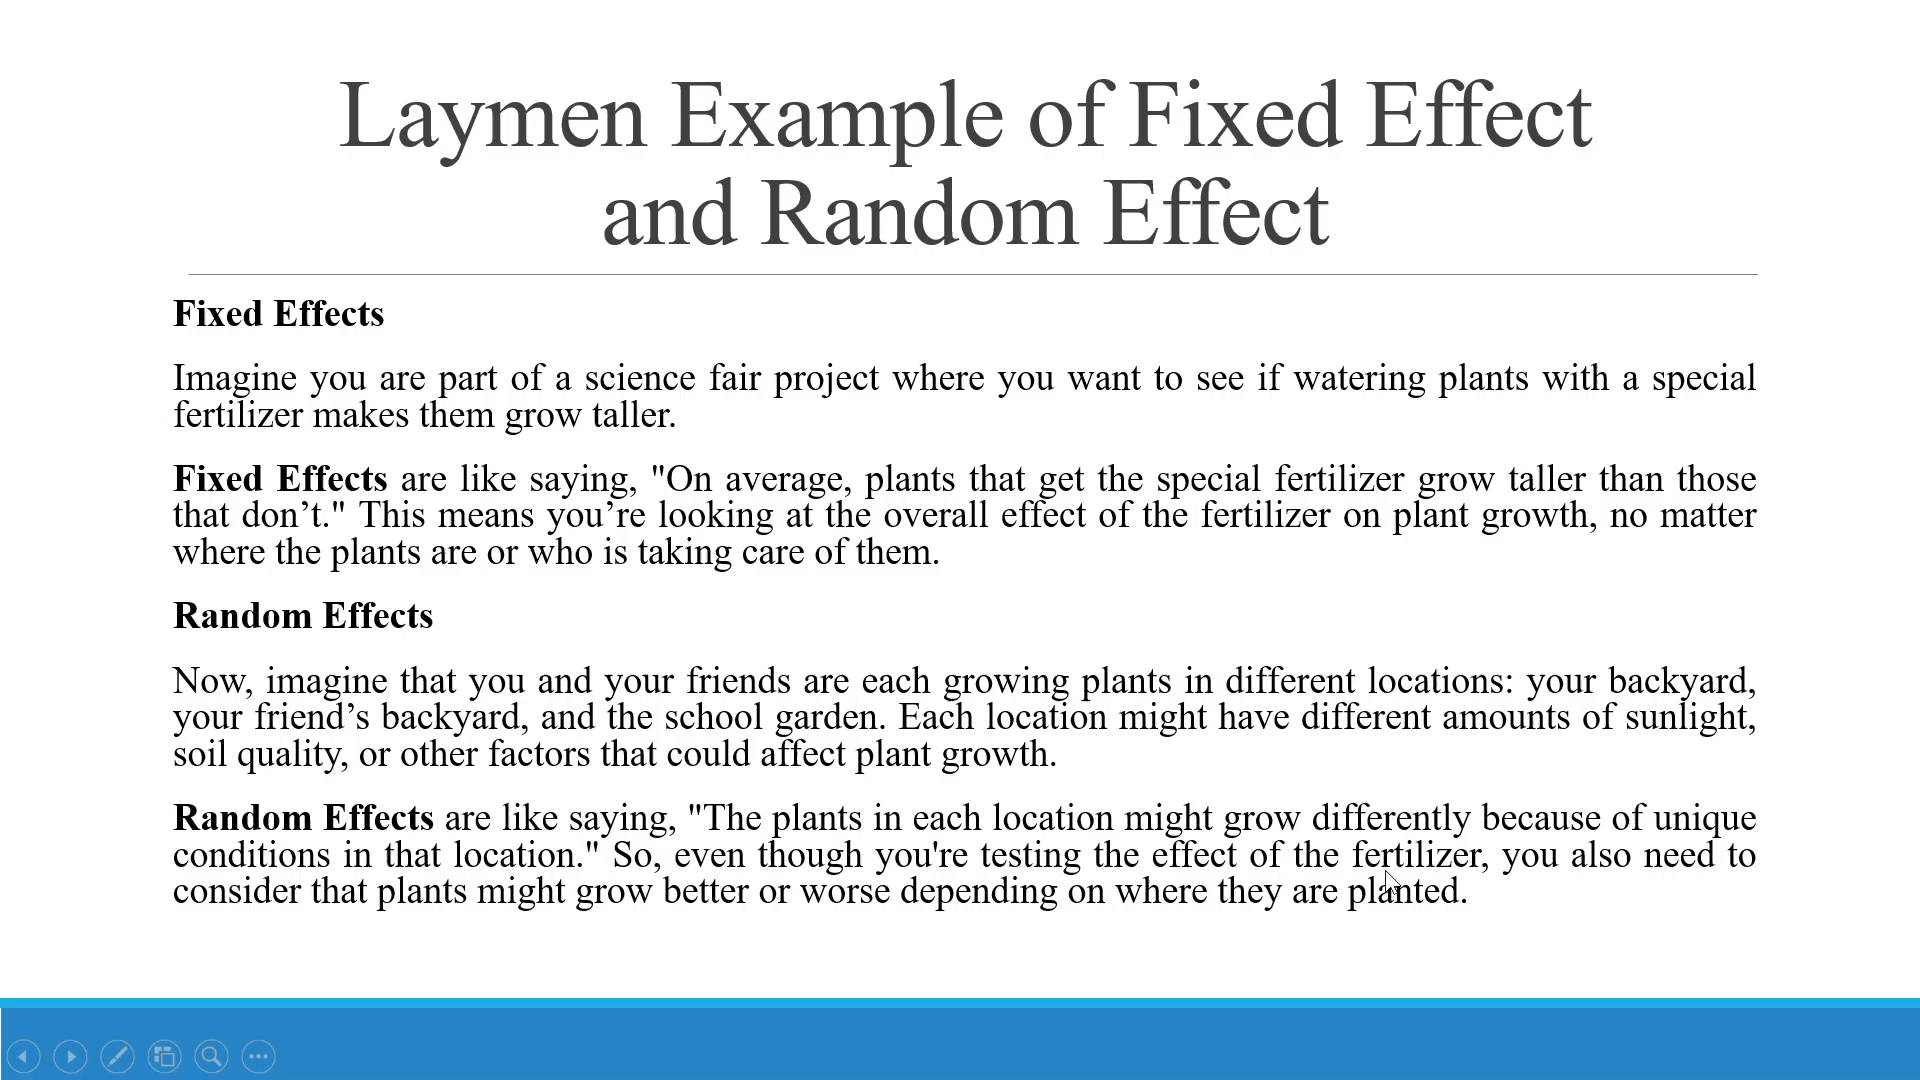 Laymen Example of Fixed Effect
and Random Effect
Fixed Effects
Imagine you are part of a science fair project where you want to see if watering plants with a special
fertilizer makes them grow taller.
Fixed Effects are like saying, "On average, plants that get the special fertilizer grow taller than those
that don’t." This means you’re looking at the overall effect of the fertilizer on plant growth, no matter
where the plants are or who is taking care of them.
Random Effects
Now, imagine that you and your friends are each growing plants in different locations: your backyard,
your friend’s backyard, and the school garden. Each location might have different amounts of sunlight,
soil quality, or other factors that could affect plant growth.
Random Effects are like saying, "The plants in each location might grow differently because of unique
conditions in that location." So, even though you're testing the effect of the fertilizer, you also need to
consider that plants might grow better or worse depending on where they are planted.